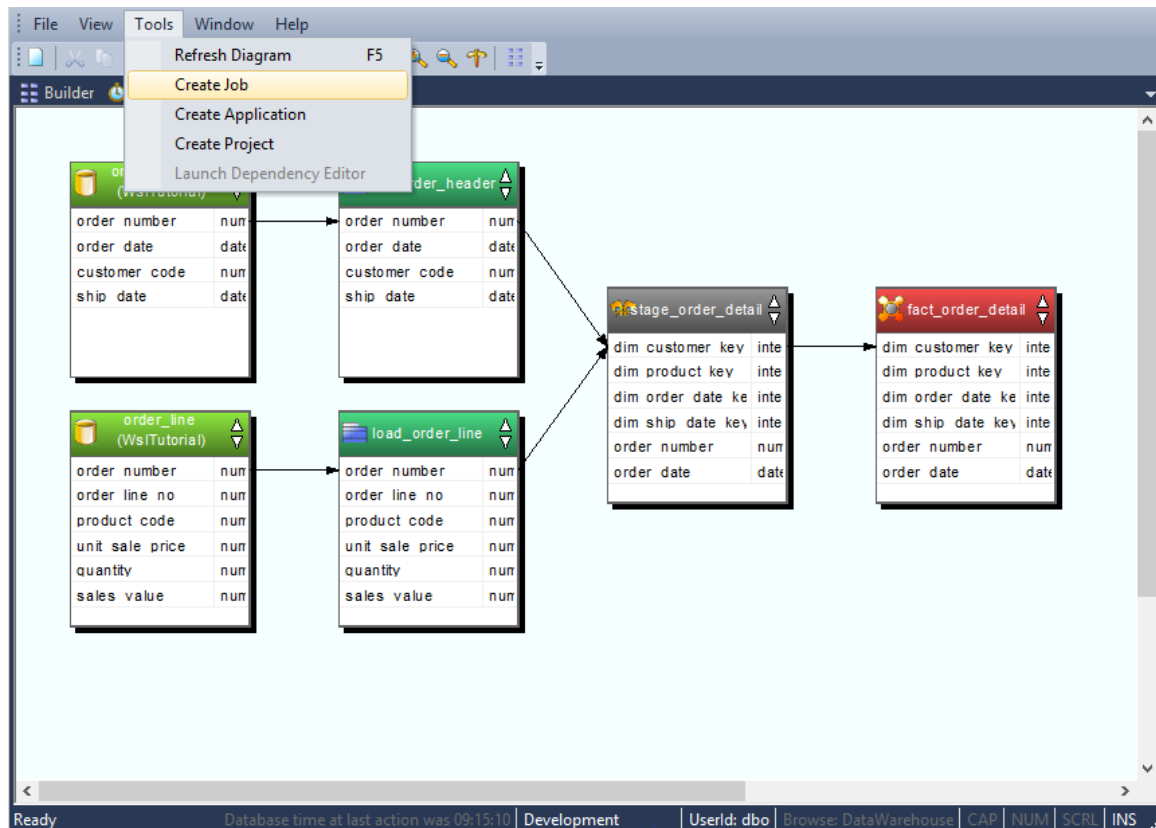 File View Tools Window Help
Refresh Diagram F5
Create Job
Create Application
Create Project
Launch Dependency Editor
Builder
(WslTutorial)
order number num
order date date
customer code num
ship date date
der_header
order number num
order date date
customer code num
ship date date
order_line
(WslTutorial)
order number num
order line no num
product code num
unit sale price num
quantity num
sales value num
load_order_line
order number num
order line no num
product code num
unit sale price num
quantity num
sales value num
stage_order_detail
dim customer key inte
dim product key inte
dim order date ke inte
dim ship date key inte
order number num
order date date
fact_order_detail
dim customer key inte
dim product key inte
dim order date ke inte
dim ship date key inte
order number num
order date date
Ready Database time at last action was 09:15:10 Development UserId: dbo Browse: DataWarehouse CAP NUM SCRL INS